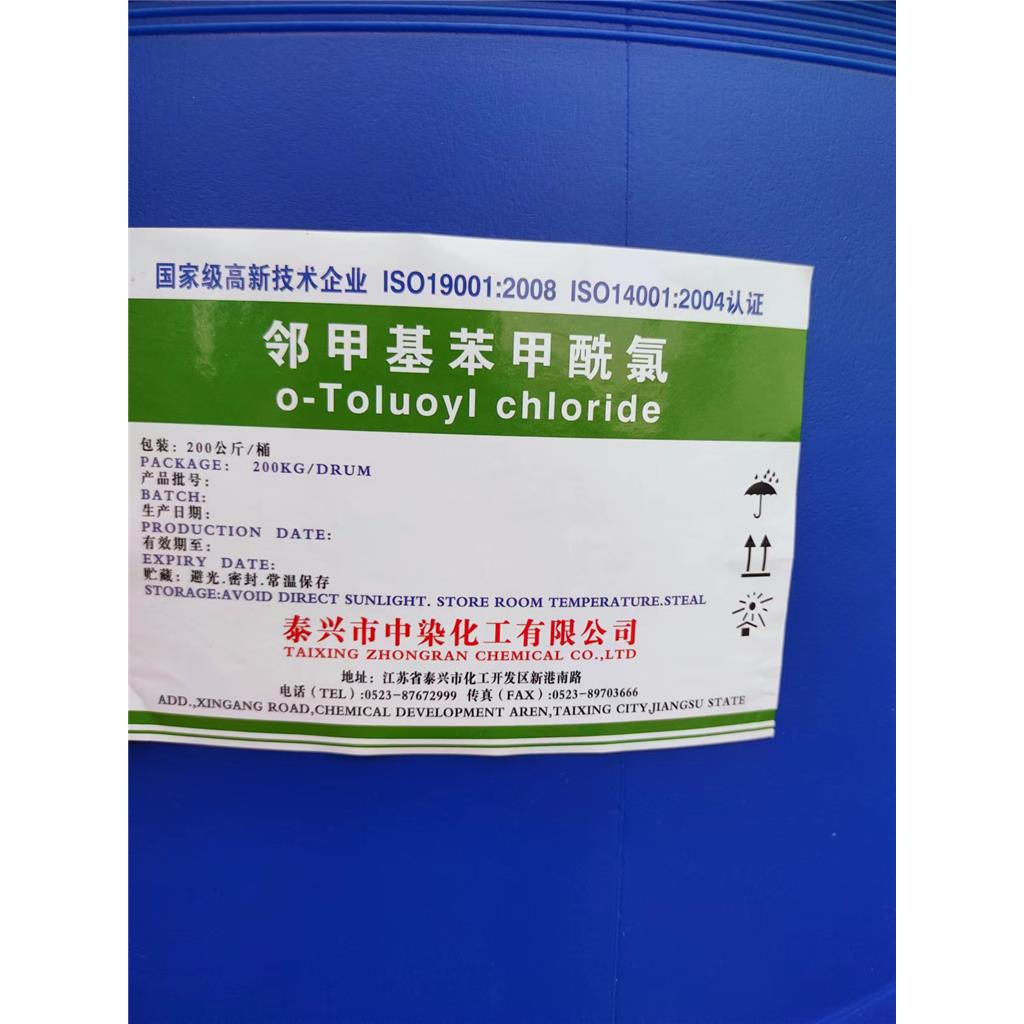 国家级高新技术企业 ISO19001:2008 ISO14001:2004认证
邻甲基苯甲酰氯
o-Toluoyl chloride
包装: 200公斤/桶
PACKAGE: 200KG/DRUM
产品批号:
BATCH:
生产日期:
PRODUCTION DATE:
有效期至:
EXPIRY DATE:
贮藏: 避光.密封.常温保存
STORAGE:AVOID DIRECT SUNLIGHT. STORE ROOM TEMPERATURE.STEAL
泰兴市中染化工有限公司
TAIXING ZHONGRAN CHEMICAL CO.,LTD
地址: 江苏省泰兴市化工开发区新港南路
电话(TEL):0523-87672999 传真(FAX):0523-89703666
ADD.,XINGANG ROAD,CHEMICAL DEVELOPMENT AREN,TAIXING CITY,JIANGSU STATE